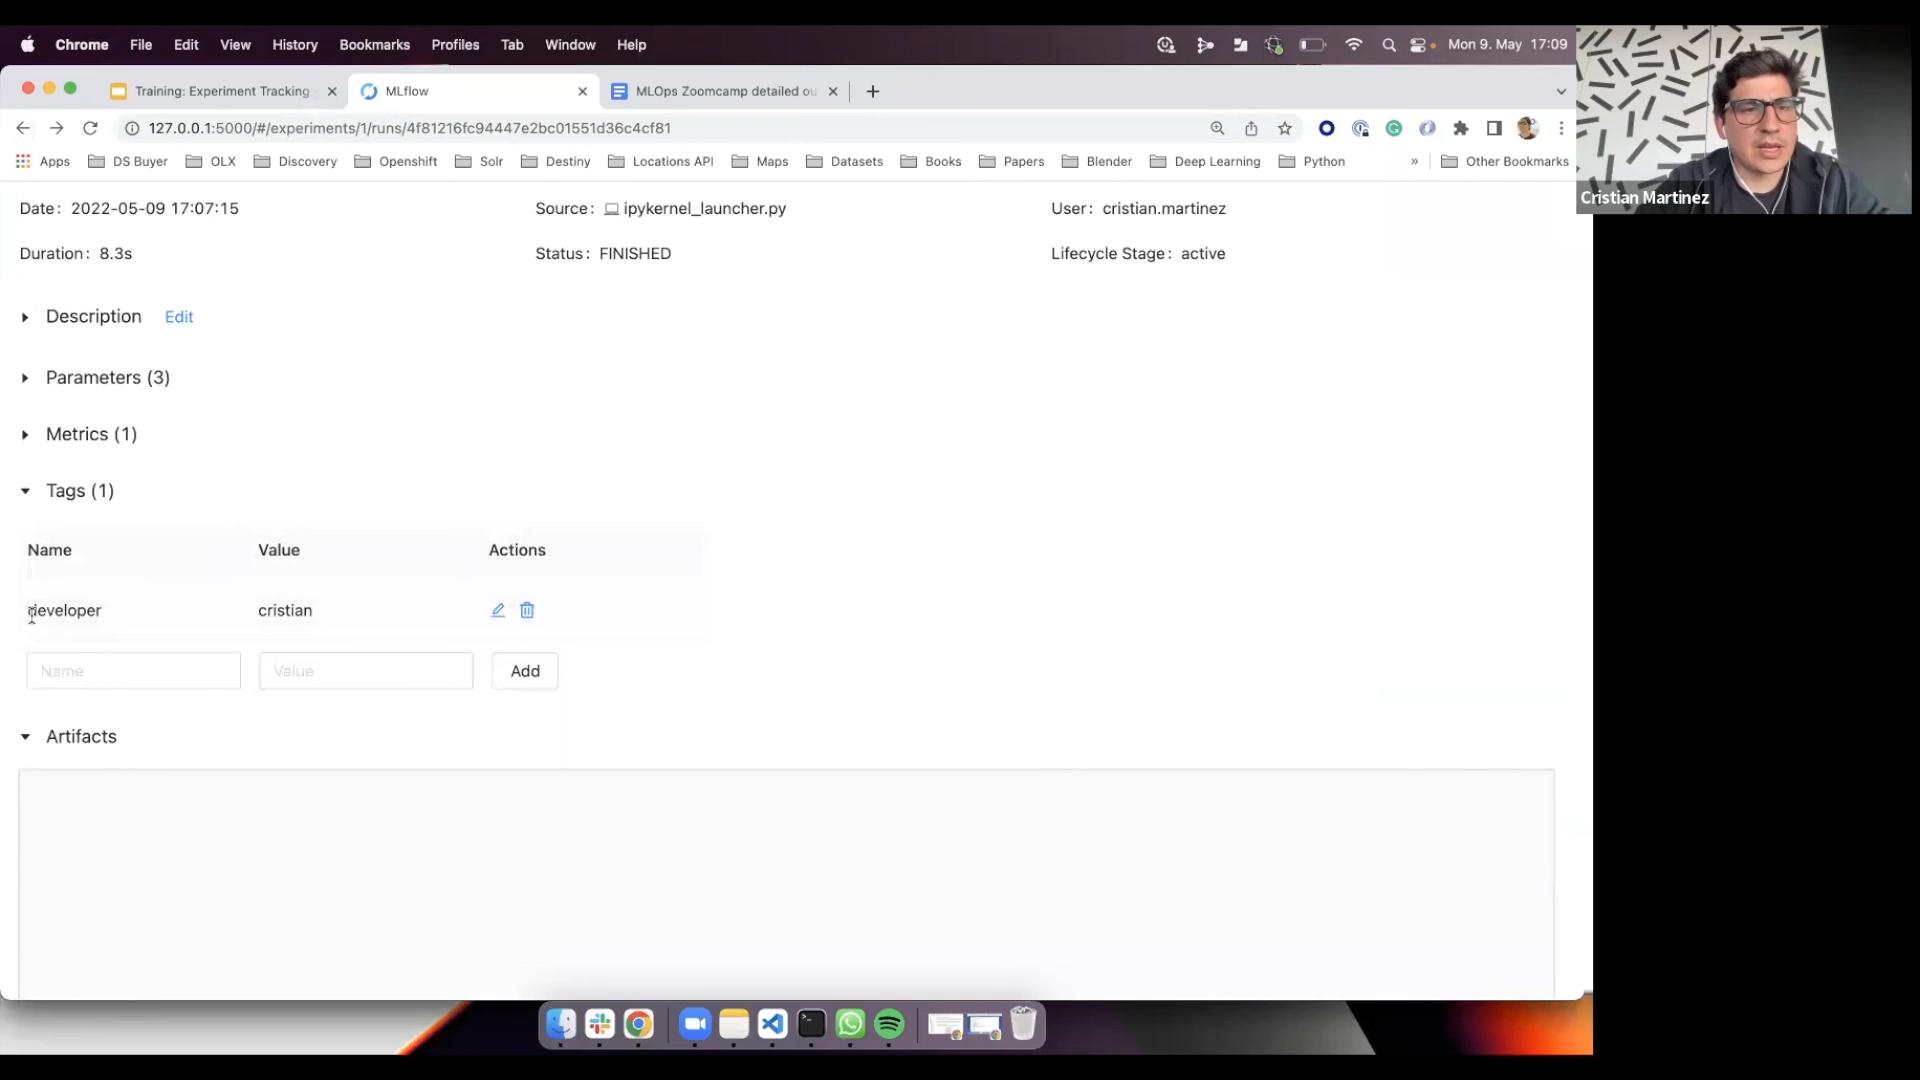 Chrome File Edit View History Bookmarks Profiles Tab Window Help Mon 9. May 17:09
Training: Experiment Tracking MLflow MLOps Zoomcamp detailed ou
127.0.0.1:5000/#/experiments/1/runs/4f81216fc94447e2bc01551d36c4cf81
Apps DS Buyer OLX Discovery Openshift Solr Destiny Locations API Maps Datasets Books Papers Blender Deep Learning Python » Other Bookmarks
Cristian Martinez
Date: 2022-05-09 17:07:15 Source: ipykernel_launcher.py User: cristian.martinez
Duration: 8.3s Status: FINISHED Lifecycle Stage: active
Description Edit
Parameters (3)
Metrics (1)
Tags (1)
Name Value Actions
developer cristian
Name Value Add
Artifacts